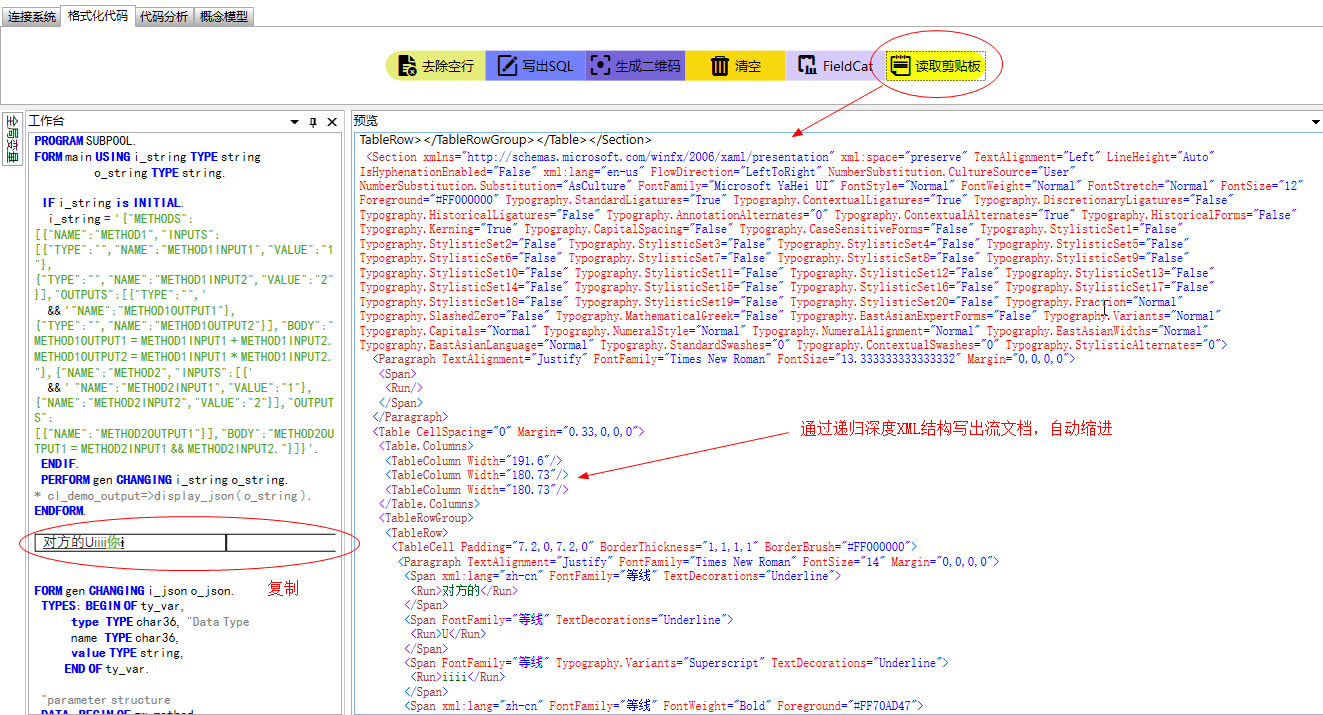 连接系统 格式化代码 代码分析 概念模型
去除空行 写出SQL 生成二维码 清空 FieldCat 读取剪贴板
全局变量
工作台
PROGRAM SUBPOOL.
FORM main USING i_string TYPE string
o_string TYPE string.
IF i_string is INITIAL.
i_string = '{"METHODS":
[{"NAME":"METHOD1","INPUTS":
[{"TYPE":"","NAME":"METHOD1INPUT1","VALUE":"1
"},
{"TYPE":"","NAME":"METHOD1INPUT2","VALUE":"2"
}],"OUTPUTS":[{"TYPE":"",'
&& '"NAME":"METHOD1OUTPUT1"},
{"TYPE":"","NAME":"METHOD1OUTPUT2"}],"BODY":"
METHOD1OUTPUT1 = METHOD1INPUT1 + METHOD1INPUT2.
METHOD1OUTPUT2 = METHOD1INPUT1 * METHOD1INPUT2.
"},{"NAME":"METHOD2","INPUTS":[{'
&& ' "NAME":"METHOD2INPUT1","VALUE":"1"},
{"NAME":"METHOD2INPUT2","VALUE":"2"}],"OUTPUT
S":
[{"NAME":"METHOD2OUTPUT1"}],"BODY":"METHOD2OU
TPUT1 = METHOD2INPUT1 && METHOD2INPUT2. "}]}'.
ENDIF.
PERFORM gen CHANGING i_string o_string.
* cl_demo_output=>display_json( o_string ).
ENDFORM.
对方的Uiiii你i
FORM gen CHANGING i_json o_json.
复制
TYPES: BEGIN OF ty_var,
type TYPE char36, "Data Type
name TYPE char36,
value TYPE string,
END OF ty_var.
"parameter structure
预览
TableRow></TableRowGroup></Table></Section>
<Section xmlns="http://schemas.microsoft.com/winfx/2006/xaml/presentation" xml:space="preserve" TextAlignment="Left" LineHeight="Auto"
IsHyphenationEnabled="False" xml:lang="en-us" FlowDirection="LeftToRight" NumberSubstitution.CultureSource="User"
NumberSubstitution.Substitution="AsCulture" FontFamily="Microsoft YaHei UI" FontStyle="Normal" FontWeight="Normal" FontStretch="Normal" FontSize="12"
Foreground="#FF000000" Typography.StandardLigatures="True" Typography.ContextualLigatures="True" Typography.DiscretionaryLigatures="False"
Typography.HistoricalLigatures="False" Typography.AnnotationAlternates="0" Typography.ContextualAlternates="True" Typography.HistoricalForms="False"
Typography.Kerning="True" Typography.CapitalSpacing="False" Typography.CaseSensitiveForms="False" Typography.StylisticSet1="False"
Typography.StylisticSet2="False" Typography.StylisticSet3="False" Typography.StylisticSet4="False" Typography.StylisticSet5="False"
Typography.StylisticSet6="False" Typography.StylisticSet7="False" Typography.StylisticSet8="False" Typography.StylisticSet9="False"
Typography.StylisticSet10="False" Typography.StylisticSet11="False" Typography.StylisticSet12="False" Typography.StylisticSet13="False"
Typography.StylisticSet14="False" Typography.StylisticSet15="False" Typography.StylisticSet16="False" Typography.StylisticSet17="False"
Typography.StylisticSet18="False" Typography.StylisticSet19="False" Typography.StylisticSet20="False" Typography.Fraction="Normal"
Typography.SlashedZero="False" Typography.MathematicalGreek="False" Typography.EastAsianExpertForms="False" Typography.Variants="Normal"
Typography.Capitals="Normal" Typography.NumeralStyle="Normal" Typography.NumeralAlignment="Normal" Typography.EastAsianWidths="Normal"
Typography.EastAsianLanguage="Normal" Typography.StandardSwashes="0" Typography.ContextualSwashes="0" Typography.StylisticAlternates="0">
<Paragraph TextAlignment="Justify" FontFamily="Times New Roman" FontSize="13.333333333333332" Margin="0,0,0,0">
<Span>
<Run/>
</Span>
</Paragraph>
<Table CellSpacing="0" Margin="0.33,0,0,0">
<Table.Columns>
<TableColumn Width="191.6"/>
<TableColumn Width="180.73"/>
<TableColumn Width="180.73"/>
</Table.Columns>
通过递归深度XML结构写出流文档，自动缩进
<TableRowGroup>
<TableRow>
<TableCell Padding="7.2,0,7.2,0" BorderThickness="1,1,1,1" BorderBrush="#FF000000">
<Paragraph TextAlignment="Justify" FontFamily="Times New Roman" FontSize="14" Margin="0,0,0,0">
<Span xml:lang="zh-cn" FontFamily="等线" TextDecorations="Underline">
<Run>对方的</Run>
</Span>
<Span FontFamily="等线" TextDecorations="Underline">
<Run>U</Run>
</Span>
<Span FontFamily="等线" Typography.Variants="Superscript" TextDecorations="Underline">
<Run>iiii</Run>
</Span>
<Span xml:lang="zh-cn" FontFamily="等线" FontWeight="Bold" Foreground="#FF70AD47">